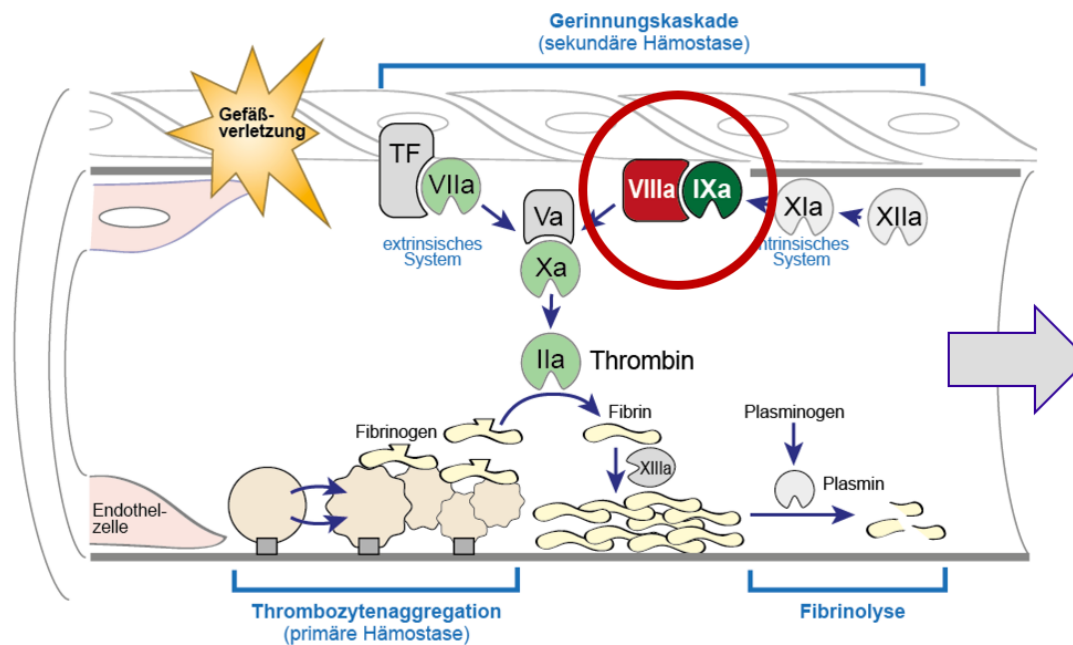 Gerinnungskaskade
(sekundäre Hämostase)
Gefäß-
verletzung
TF
VIIa
VIIIa
IXa
XIa
XIIa
Va
extrinsisches
System
ntrinsisches
System
Xa
IIa
Thrombin
Fibrinogen
Fibrin
Plasminogen
XIIIa
Plasmin
Endothel-
zelle
Thrombozytenaggregation
(primäre Hämostase)
Fibrinolyse